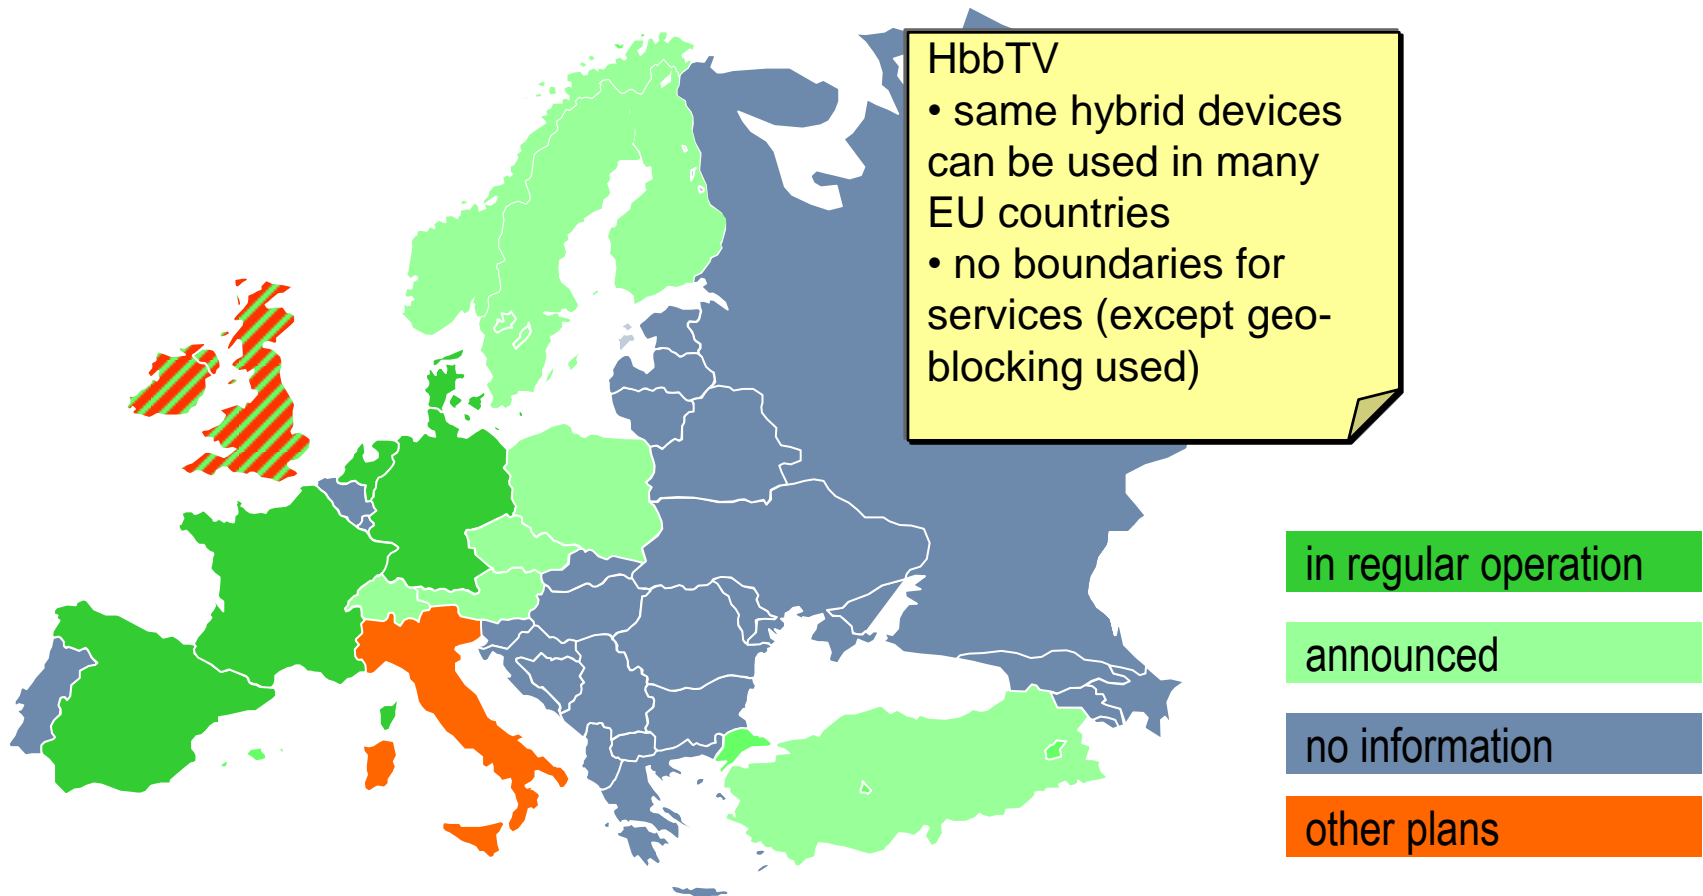 HbbTV
• same hybrid devices
can be used in many
EU countries
• no boundaries for
services (except geo-
blocking used)
in regular operation
announced
no information
other plans